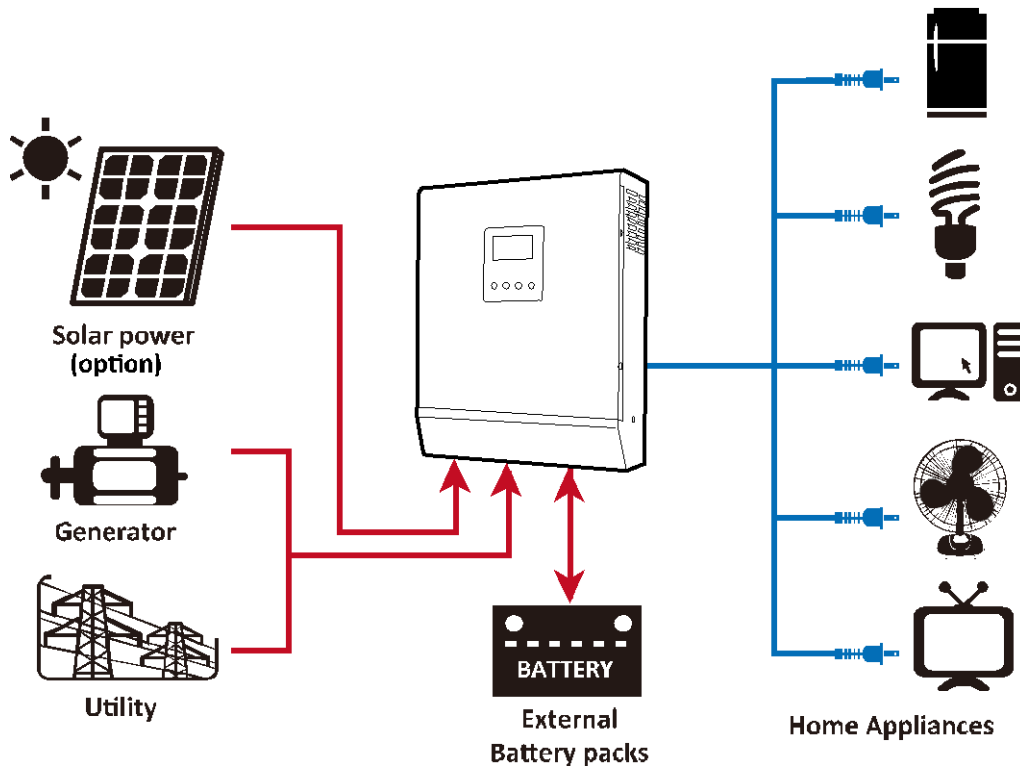 Solar power
(option)
Generator
Utility
BATTERY
External
Battery packs
Home Appliances